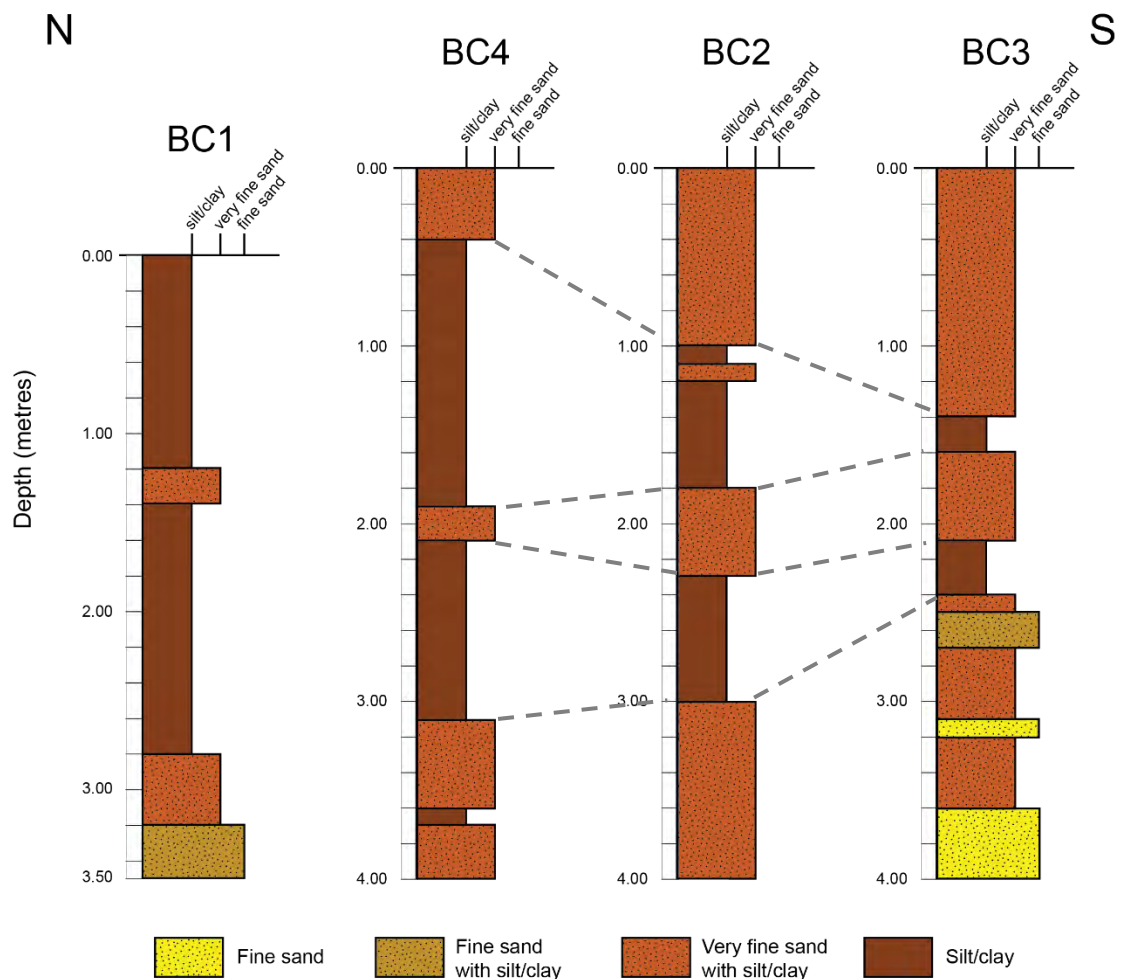 N
S
BC4
BC2
BC3
silt/clay
very fine sand
fine sand
silt/clay
very fine sand
fine sand
silt/clay
very fine sand
fine sand
BC1
silt/clay
very fine sand
fine sand
Depth (metres)
0.00
1.00
2.00
3.00
3.50
0.00
1.00
2.00
3.00
4.00
0.00
1.00
2.00
3.00
4.00
0.00
1.00
2.00
3.00
4.00
Fine sand
Fine sand
with silt/clay
Very fine sand
with silt/clay
Silt/clay